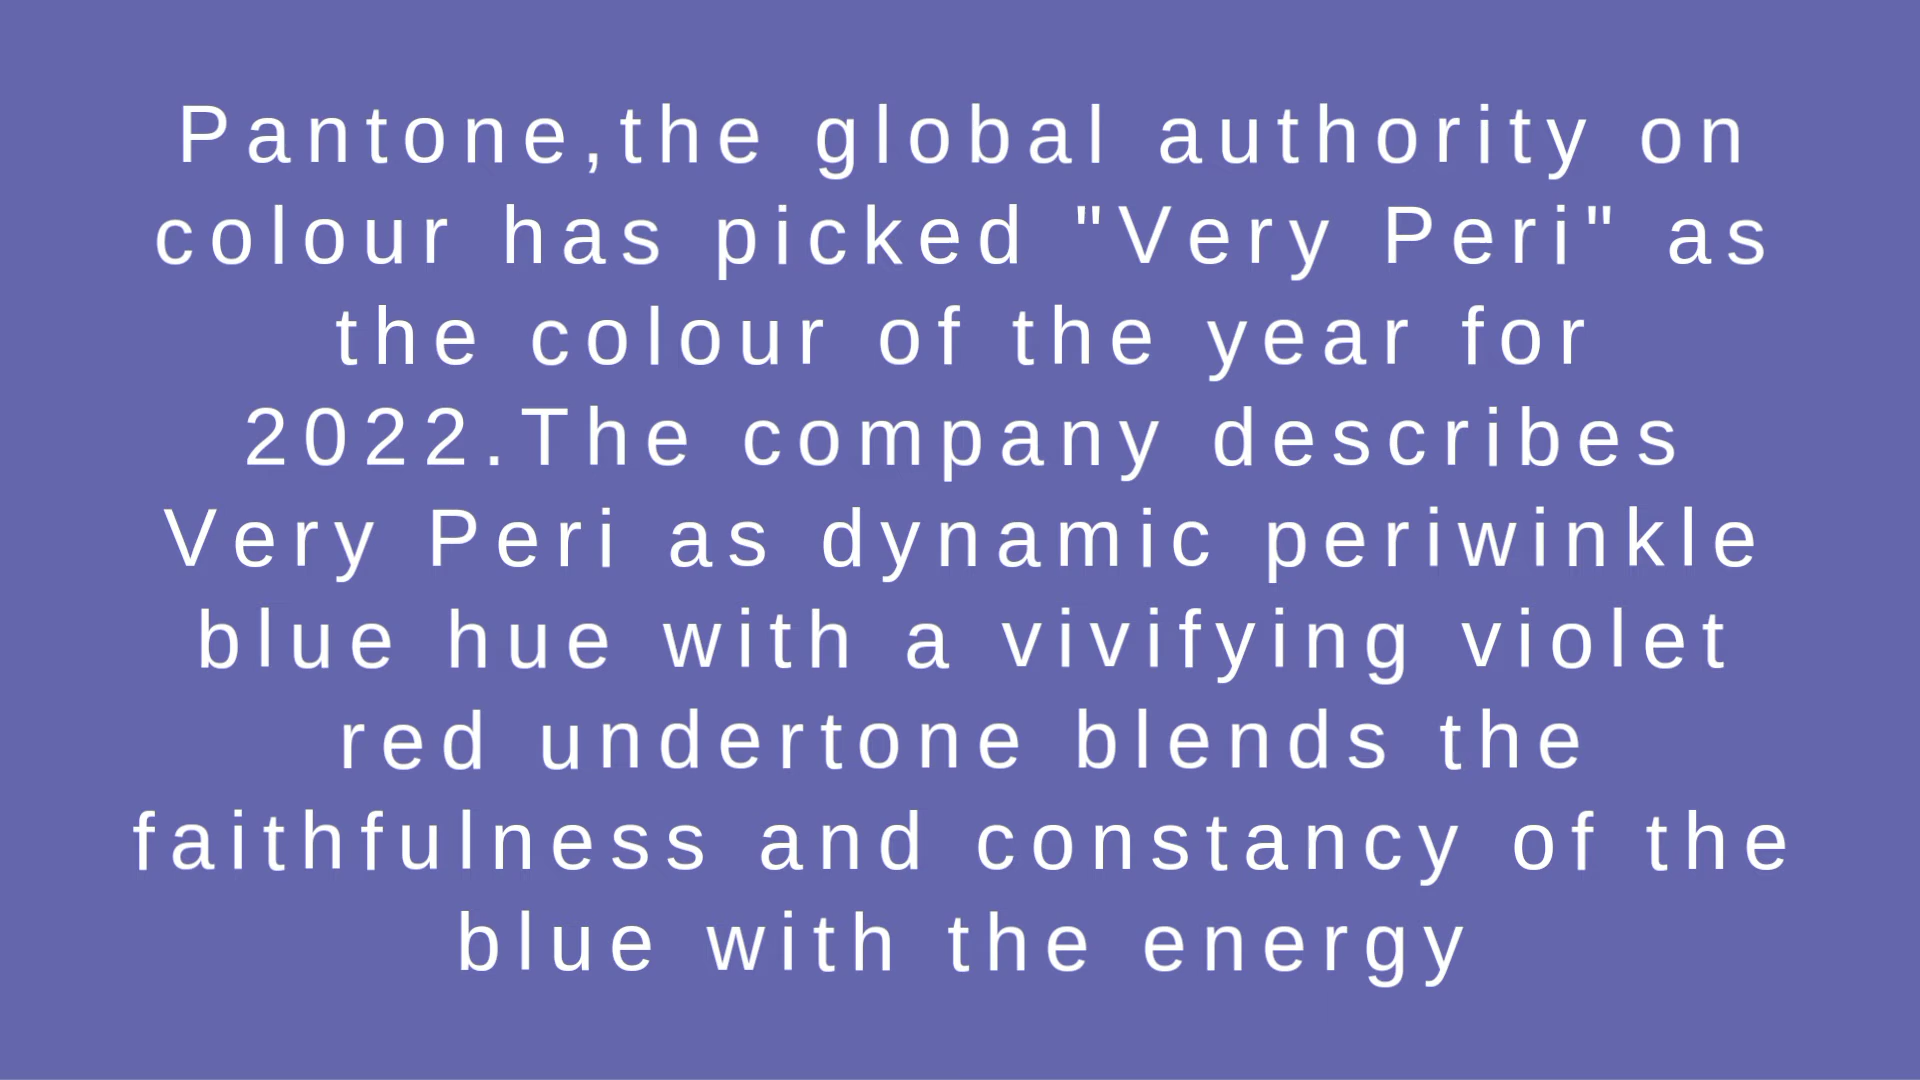 Pantone,the global authority on
colour has picked "Very Peri" as
the colour of the year for
2022.The company describes
Very Peri as dynamic periwinkle
blue hue with a vivifying violet
red undertone blends the
faithfulness and constancy of the
blue with the energy